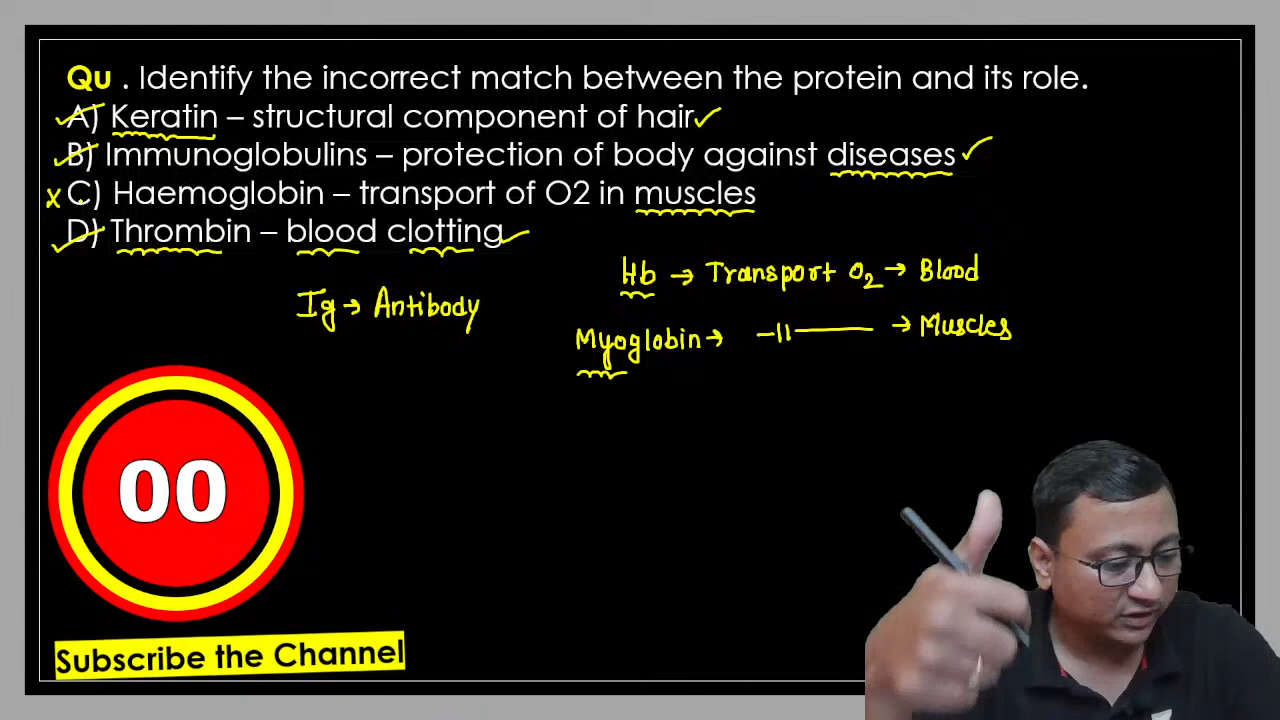 Qu . Identify the incorrect match between the protein and its role.
A) Keratin – structural component of hair
B) Immunoglobulins – protection of body against diseases
x C) Haemoglobin – transport of O2 in muscles
D) Thrombin – blood clotting
Hb → Transport O2 → Blood
Ig → Antibody
Myoglobin → –||– → Muscles
00
Subscribe the Channel